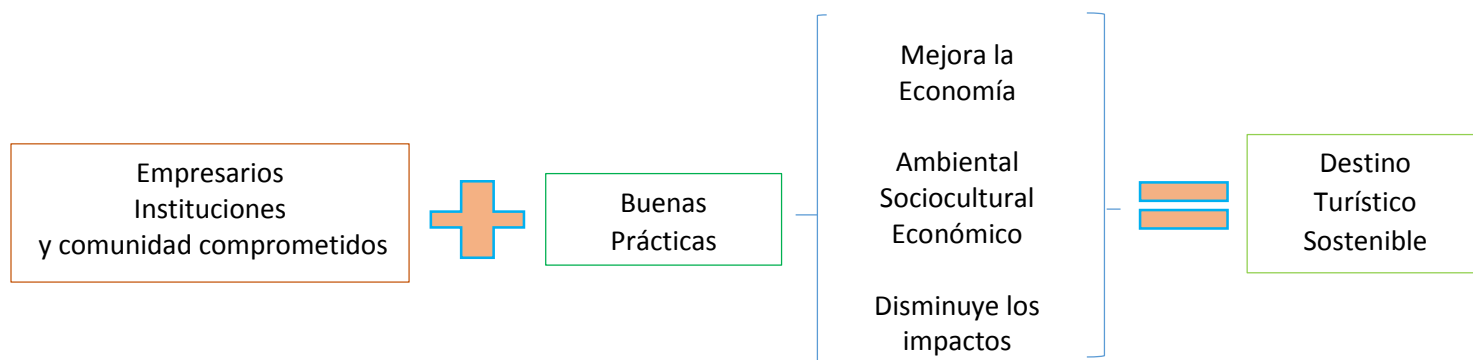 Empresarios
Instituciones
y comunidad comprometidos
Buenas
Prácticas
Mejora la
Economía
Ambiental
Sociocultural
Económico
Disminuye los
impactos
Destino
Turístico
Sostenible